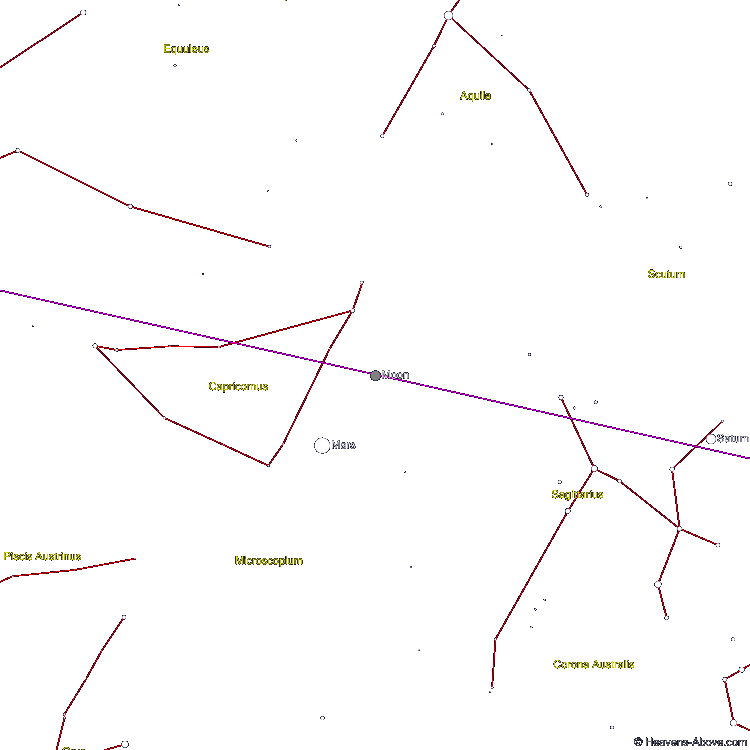 Equuleus
Aquila
Scutum
Moon
Capricornus
Mars
Saturn
Sagittarius
Piscis Austrinus
Microscopium
Corona Australis
© Heavens-Above.com